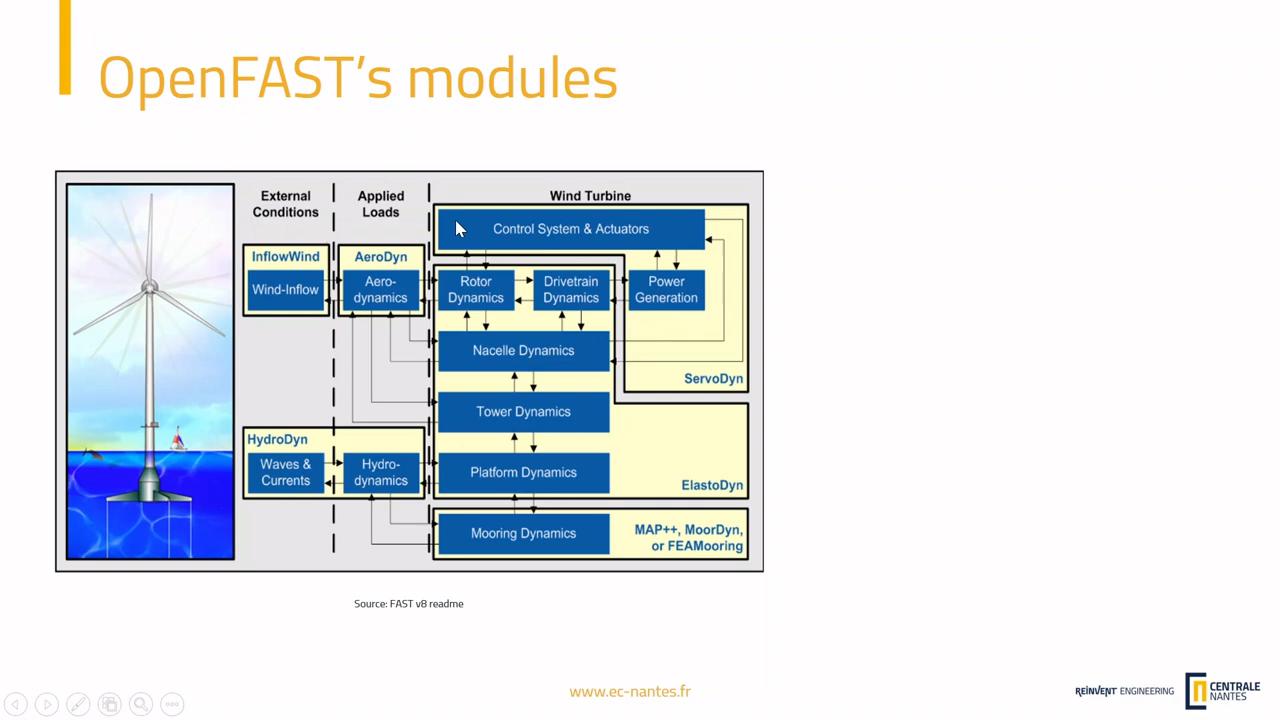 OpenFAST’s modules
External
Conditions
Applied
Loads
Wind Turbine
Control System & Actuators
InflowWind
AeroDyn
Wind-Inflow
Aero-
dynamics
Rotor
Dynamics
Drivetrain
Dynamics
Power
Generation
Nacelle Dynamics
ServoDyn
Tower Dynamics
HydroDyn
Waves &
Currents
Hydro-
dynamics
Platform Dynamics
ElastoDyn
Mooring Dynamics
MAP++, MoorDyn,
or FEAMooring
Source: FAST v8 readme
www.ec-nantes.fr
REINVENT ENGINEERING
CENTRALE
NANTES